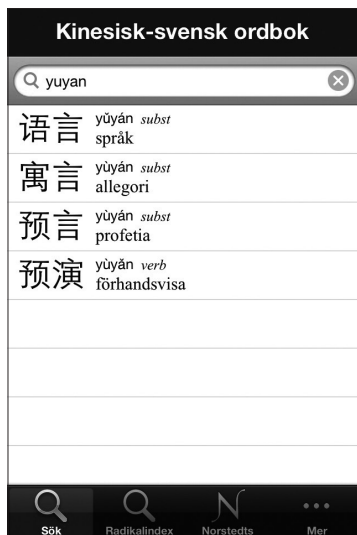 Kinesisk-svensk ordbok
yuyan
语言 yǔyán subst
språk
寓言 yùyán subst
allegori
预言 yùyán subst
profetia
预演 yùyǎn verb
förhandsvisa
Sök Radikalindex Norstedts Mer